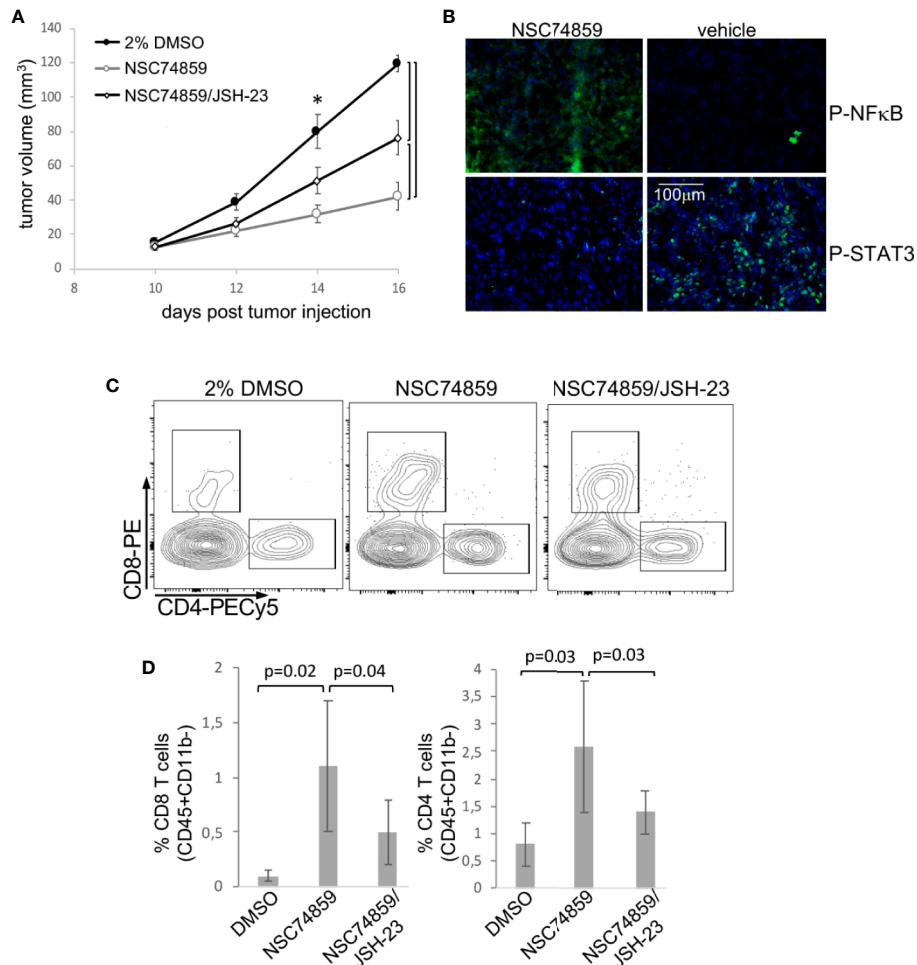 A
140
120
100
80
60
40
20
0
tumor volume (mm³)
2% DMSO
NSC74859
NSC74859/JSH-23
*
8
10
12
14
16
days post tumor injection
B
NSC74859
vehicle
P-NFκB
100μm
P-STAT3
C
2% DMSO
NSC74859
NSC74859/JSH-23
CD8-PE
CD4-PECy5
D
2
1,5
1
0,5
0
% CD8 T cells
(CD45+CD11b-)
p=0.02
p=0.04
DMSO
NSC74859
NSC74859/
JSH-23
4
3,5
3
2,5
2
1,5
1
0,5
0
% CD4 T cells
(CD45+CD11b-)
p=0.03
p=0.03
DMSO
NSC74859
NSC74859/
JSH-23